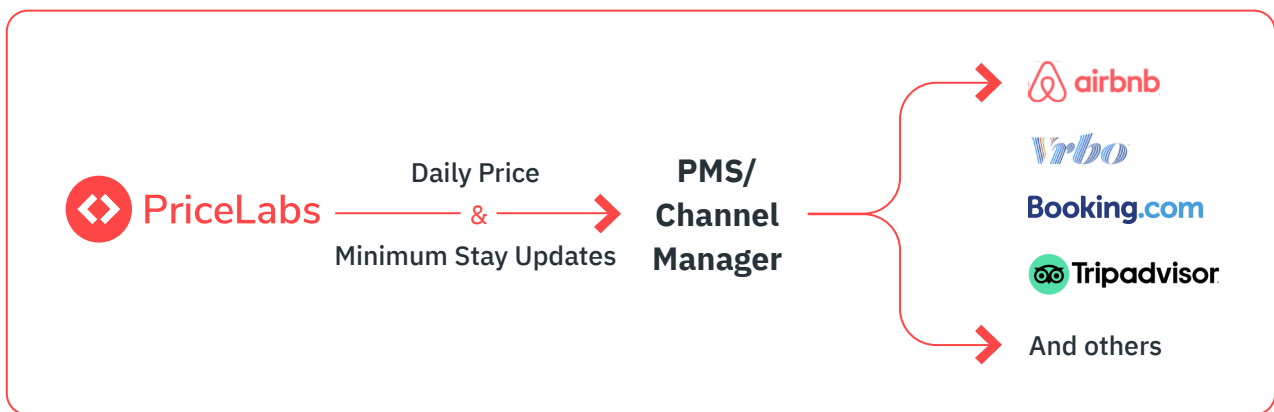 PriceLabs
Daily Price
&
Minimum Stay Updates
PMS/
Channel
Manager
airbnb
Vrbo
Booking.com
Tripadvisor
And others